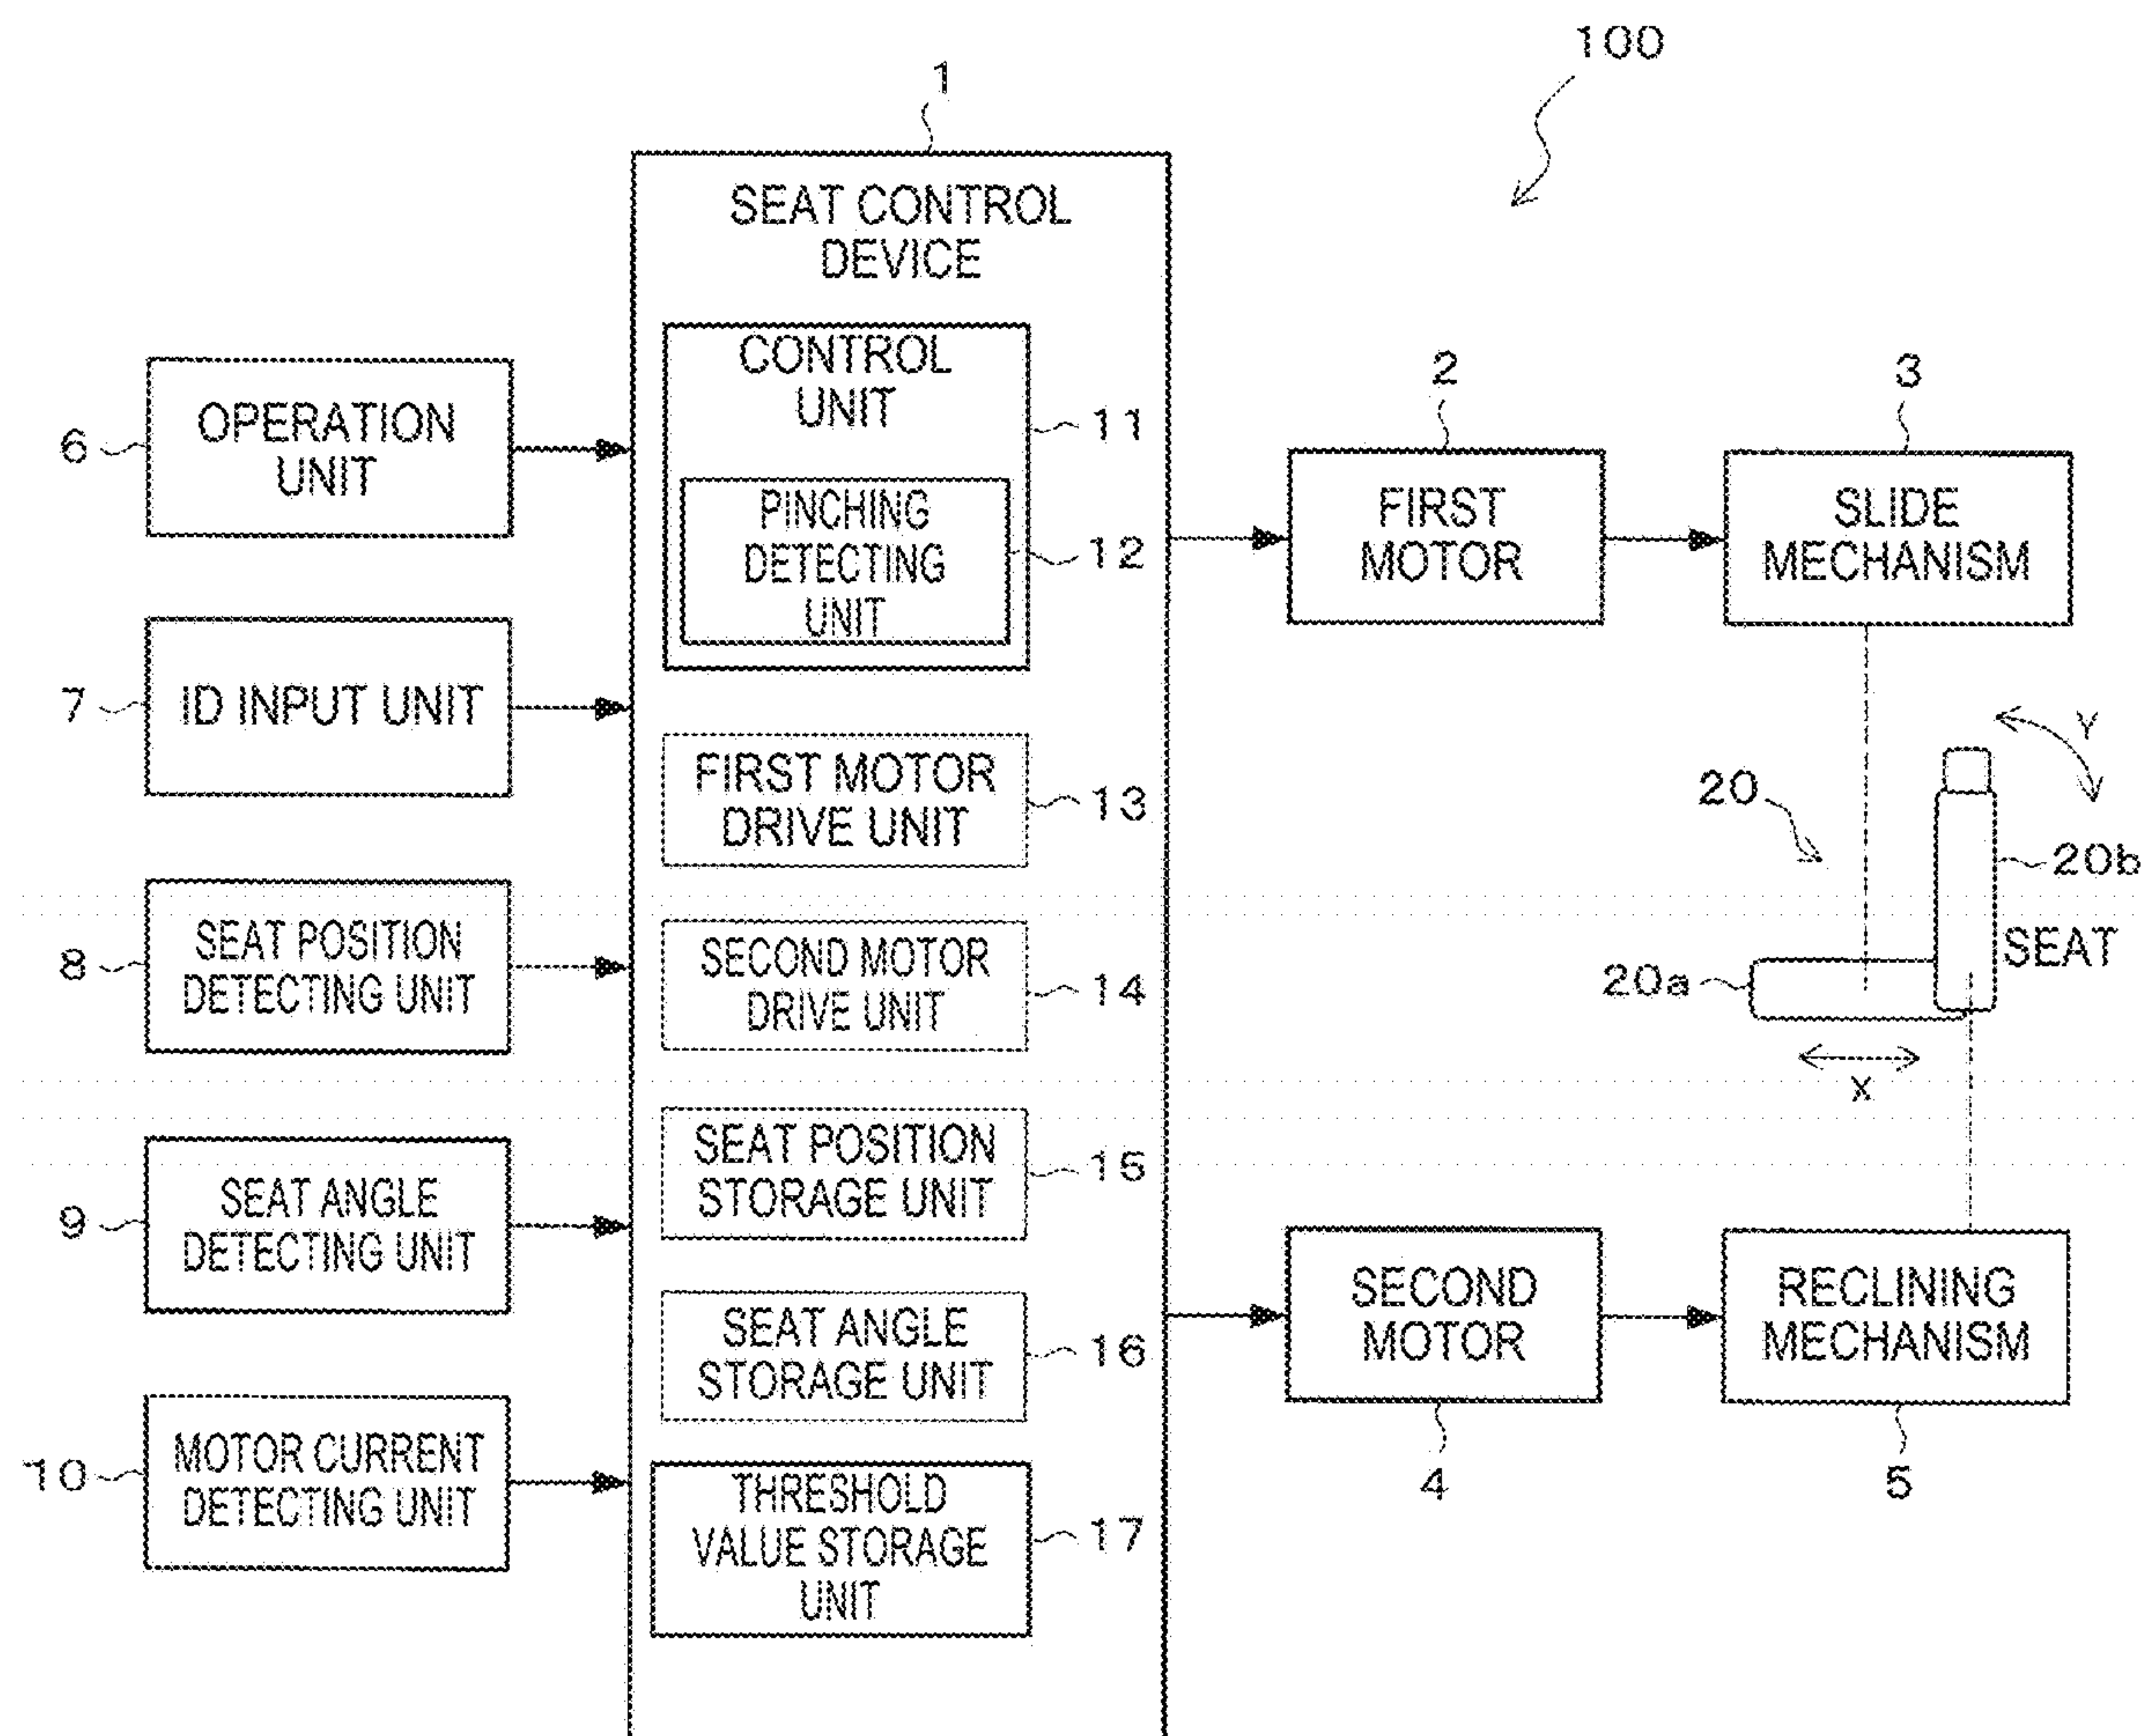 100
1
SEAT CONTROL
DEVICE
CONTROL
UNIT
11
PINCHING
DETECTING
UNIT
12
FIRST MOTOR
DRIVE UNIT
13
SECOND MOTOR
DRIVE UNIT
14
SEAT POSITION
STORAGE UNIT
15
SEAT ANGLE
STORAGE UNIT
16
THRESHOLD
VALUE STORAGE
UNIT
17
6
OPERATION
UNIT
7
ID INPUT UNIT
8
SEAT POSITION
DETECTING UNIT
9
SEAT ANGLE
DETECTING UNIT
10
MOTOR CURRENT
DETECTING UNIT
2
FIRST
MOTOR
3
SLIDE
MECHANISM
Y
20
20b
SEAT
20a
X
SECOND
MOTOR
4
RECLINING
MECHANISM
5